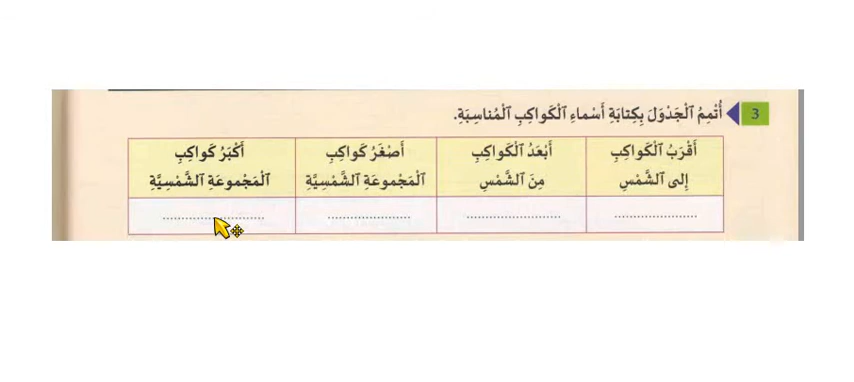 3 أُتْمِمُ ٱلْجَدْوَلَ بِكِتابَةِ أَسْماءِ ٱلْكَواكِبِ ٱلْمُناسِبَةِ.
أَقْرَبُ ٱلْكَواكِبِ
إِلى ٱلشَّمْسِ
أَبْعَدُ ٱلْكَواكِبِ
مِنَ ٱلشَّمْسِ
أَصْغَرُ كَواكِبِ
ٱلْمَجْموعَةِ ٱلشَّمْسِيَّةِ
أَكْبَرُ كَواكِبِ
ٱلْمَجْموعَةِ ٱلشَّمْسِيَّةِ